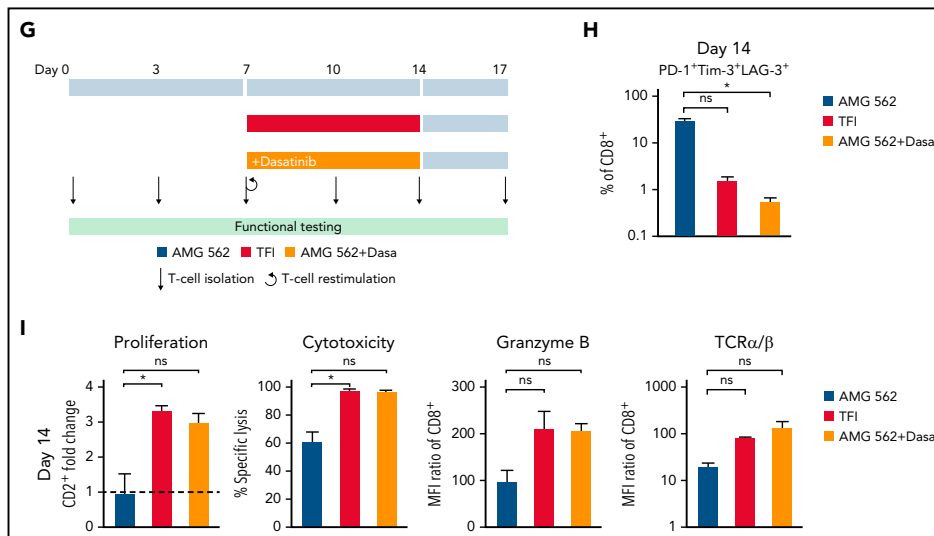 G
Day 0 3 7 10 14 17
+Dasatinib
Functional testing
AMG 562 TFI AMG 562+Dasa
T-cell isolation T-cell restimulation
H
Day 14
PD-1⁺Tim-3⁺LAG-3⁺
*
ns
100
10
1
0.1
% of CD8⁺
AMG 562
TFI
AMG 562+Dasa
I
Day 14
Proliferation
ns
*
4
3
2
1
0
CD2⁺ fold change
Cytotoxicity
ns
*
100
80
60
40
20
0
% Specific lysis
Granzyme B
ns
ns
300
200
100
0
MFI ratio of CD8⁺
TCRα/β
ns
ns
1000
100
10
1
MFI ratio of CD8⁺
AMG 562
TFI
AMG 562+Dasa